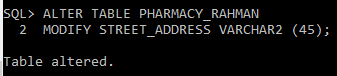 SQL> ALTER TABLE PHARMACY_RAHMAN
2 MODIFY STREET_ADDRESS VARCHAR2 (45);
Table altered.